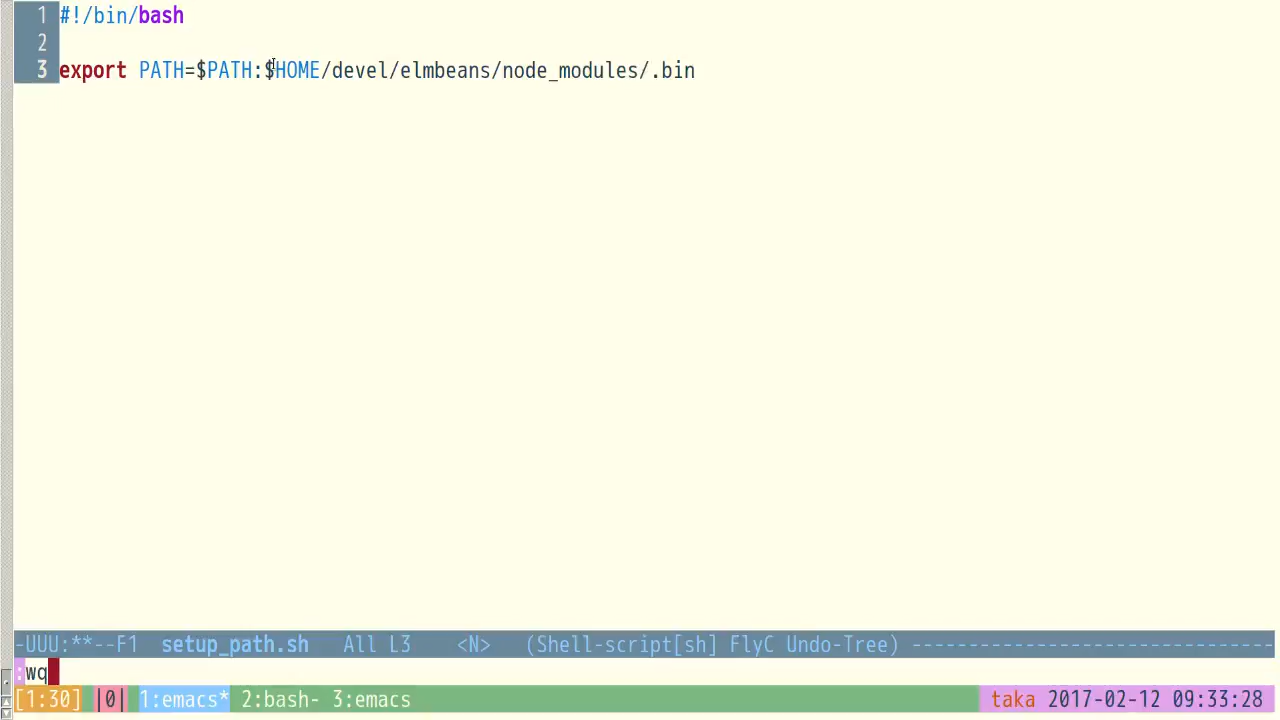 1 #!/bin/bash
2
3 export PATH=$PATH:$HOME/devel/elmbeans/node_modules/.bin
-UUU:**--F1  setup_path.sh   All L3    <N>   (Shell-script[sh] FlyC Undo-Tree) --------------------------------
:wq
[1:30] |0| 1:emacs* 2:bash- 3:emacs taka 2017-02-12 09:33:28